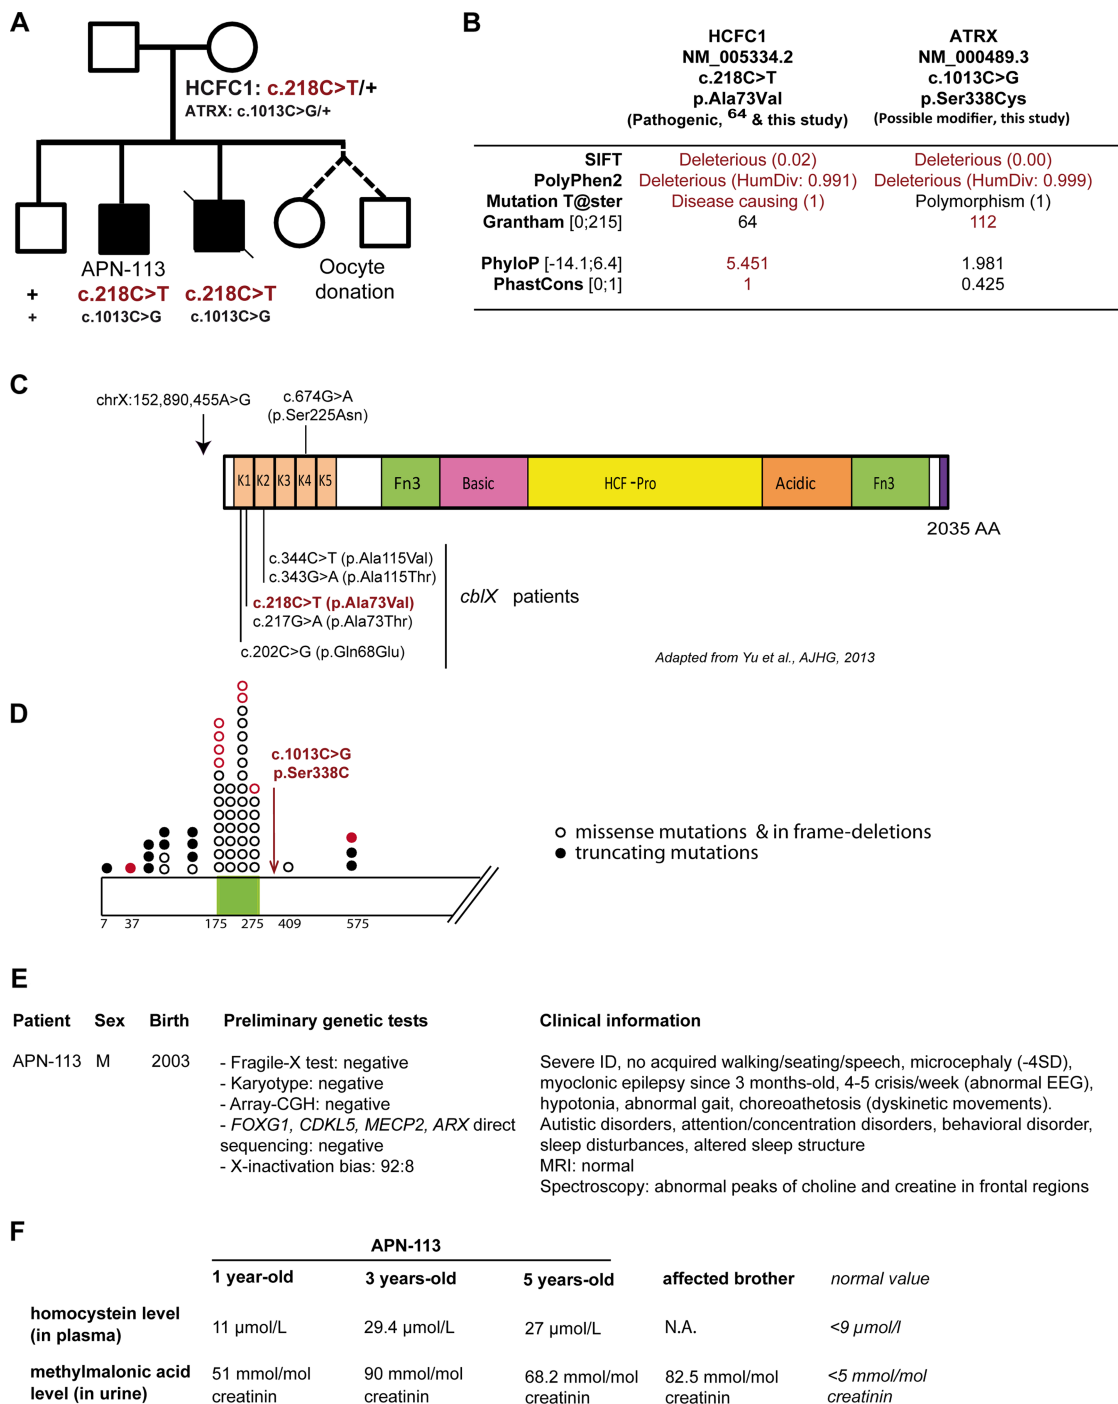 A
HCFC1: c.218C>T/+
ATRX: c.1013C>G/+
APN-113
Oocyte
donation
+ c.218C>T c.218C>T
+ c.1013C>G c.1013C>G
B
HCFC1
NM_005334.2
c.218C>T
p.Ala73Val
(Pathogenic, 64 & this study)
ATRX
NM_000489.3
c.1013C>G
p.Ser338Cys
(Possible modifier, this study)
SIFT Deleterious (0.02) Deleterious (0.00)
PolyPhen2 Deleterious (HumDiv: 0.991) Deleterious (HumDiv: 0.999)
Mutation T@ster Disease causing (1) Polymorphism (1)
Grantham [0;215] 64 112
PhyloP [-14.1;6.4] 5.451 1.981
PhastCons [0;1] 1 0.425
C
chrX:152,890,455A>G
c.674G>A
(p.Ser225Asn)
K1 K2 K3 K4 K5 Fn3 Basic HCF-Pro Acidic Fn3
2035 AA
c.344C>T (p.Ala115Val)
c.343G>A (p.Ala115Thr)
c.218C>T (p.Ala73Val)
c.217G>A (p.Ala73Thr)
c.202C>G (p.Gln68Glu)
cblX patients
Adapted from Yu et al., AJHG, 2013
D
c.1013C>G
p.Ser338C
missense mutations & in frame-deletions
truncating mutations
7 37 175 275 409 575
E
Patient Sex Birth Preliminary genetic tests Clinical information
APN-113 M 2003
- Fragile-X test: negative
- Karyotype: negative
- Array-CGH: negative
- FOXG1, CDKL5, MECP2, ARX direct
sequencing: negative
- X-inactivation bias: 92:8
Severe ID, no acquired walking/seating/speech, microcephaly (-4SD),
myoclonic epilepsy since 3 months-old, 4-5 crisis/week (abnormal EEG),
hypotonia, abnormal gait, choreoathetosis (dyskinetic movements).
Autistic disorders, attention/concentration disorders, behavioral disorder,
sleep disturbances, altered sleep structure
MRI: normal
Spectroscopy: abnormal peaks of choline and creatine in frontal regions
F
APN-113
1 year-old 3 years-old 5 years-old affected brother normal value
homocystein level
(in plasma)
11 µmol/L 29.4 µmol/L 27 µmol/L N.A. <9 µmol/l
methylmalonic acid
level (in urine)
51 mmol/mol
creatinin
90 mmol/mol
creatinin
68.2 mmol/mol
creatinin
82.5 mmol/mol
creatinin
<5 mmol/mol
creatinin